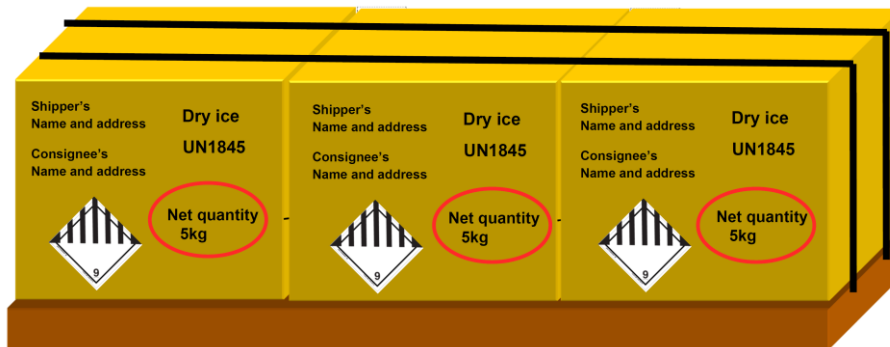 Shipper's
Name and address
Consignee's
Name and address
Dry ice
UN1845
Net quantity
5kg
9
Shipper's
Name and address
Consignee's
Name and address
Dry ice
UN1845
Net quantity
5kg
9
Shipper's
Name and address
Consignee's
Name and address
Dry ice
UN1845
Net quantity
5kg
9